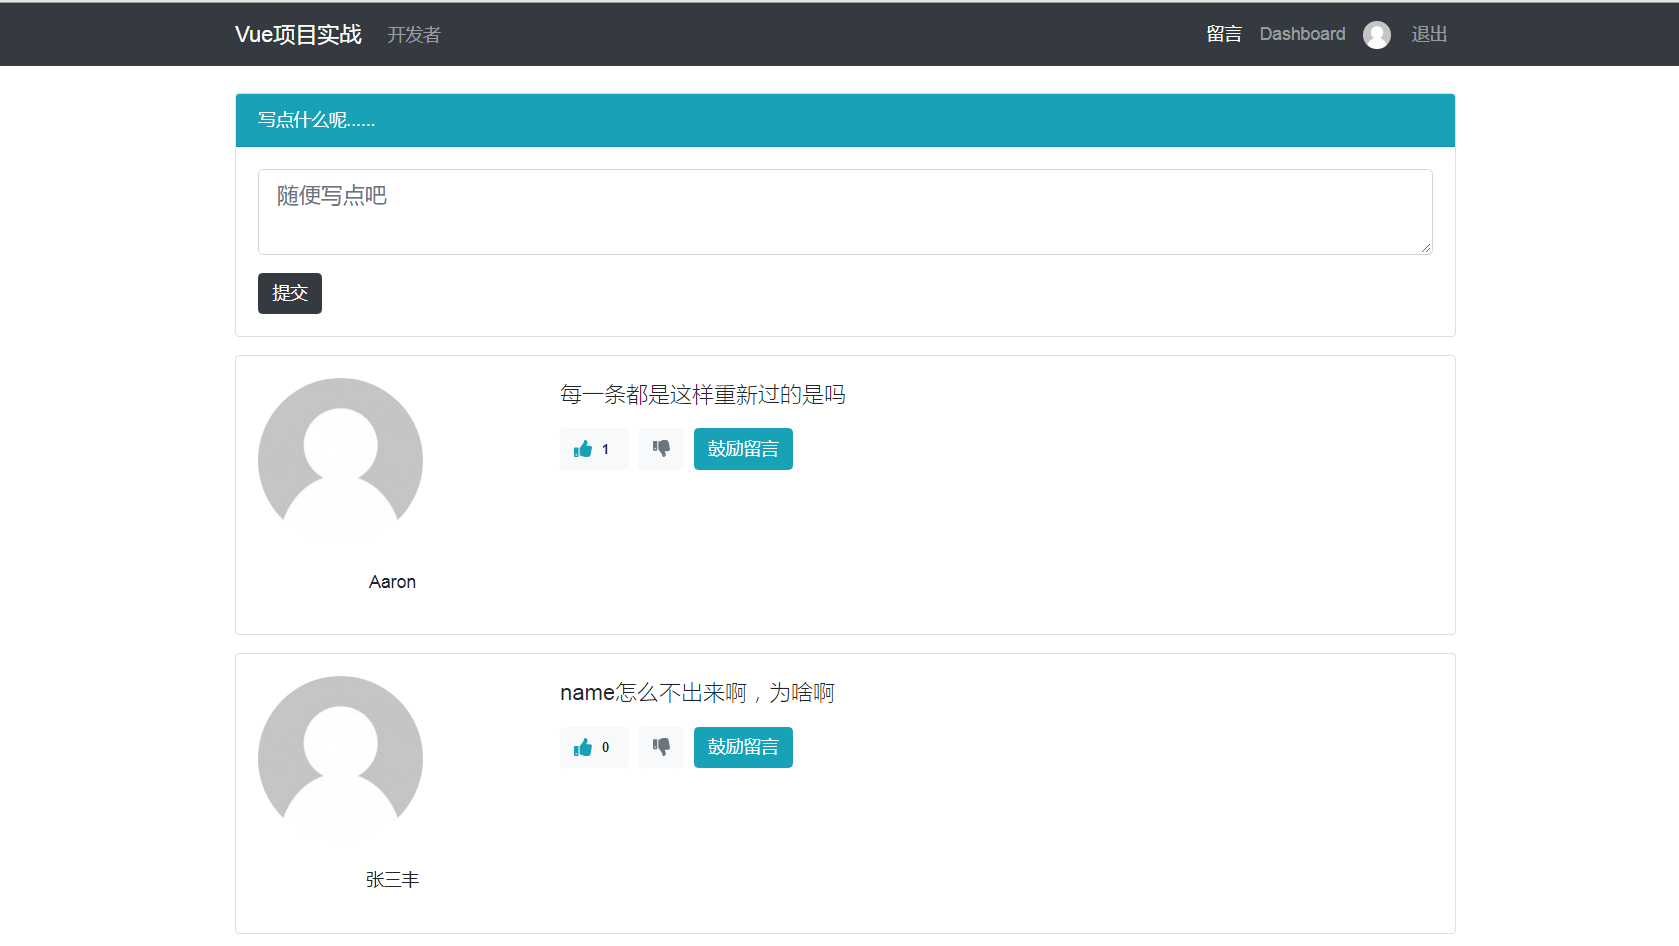 Vue项目实战 开发者 留言 Dashboard 退出
写点什么呢......
随便写点吧
提交
每一条都是这样重新过的是吗
1 鼓励留言
Aaron
name怎么不出来啊，为啥啊
0 鼓励留言
张三丰